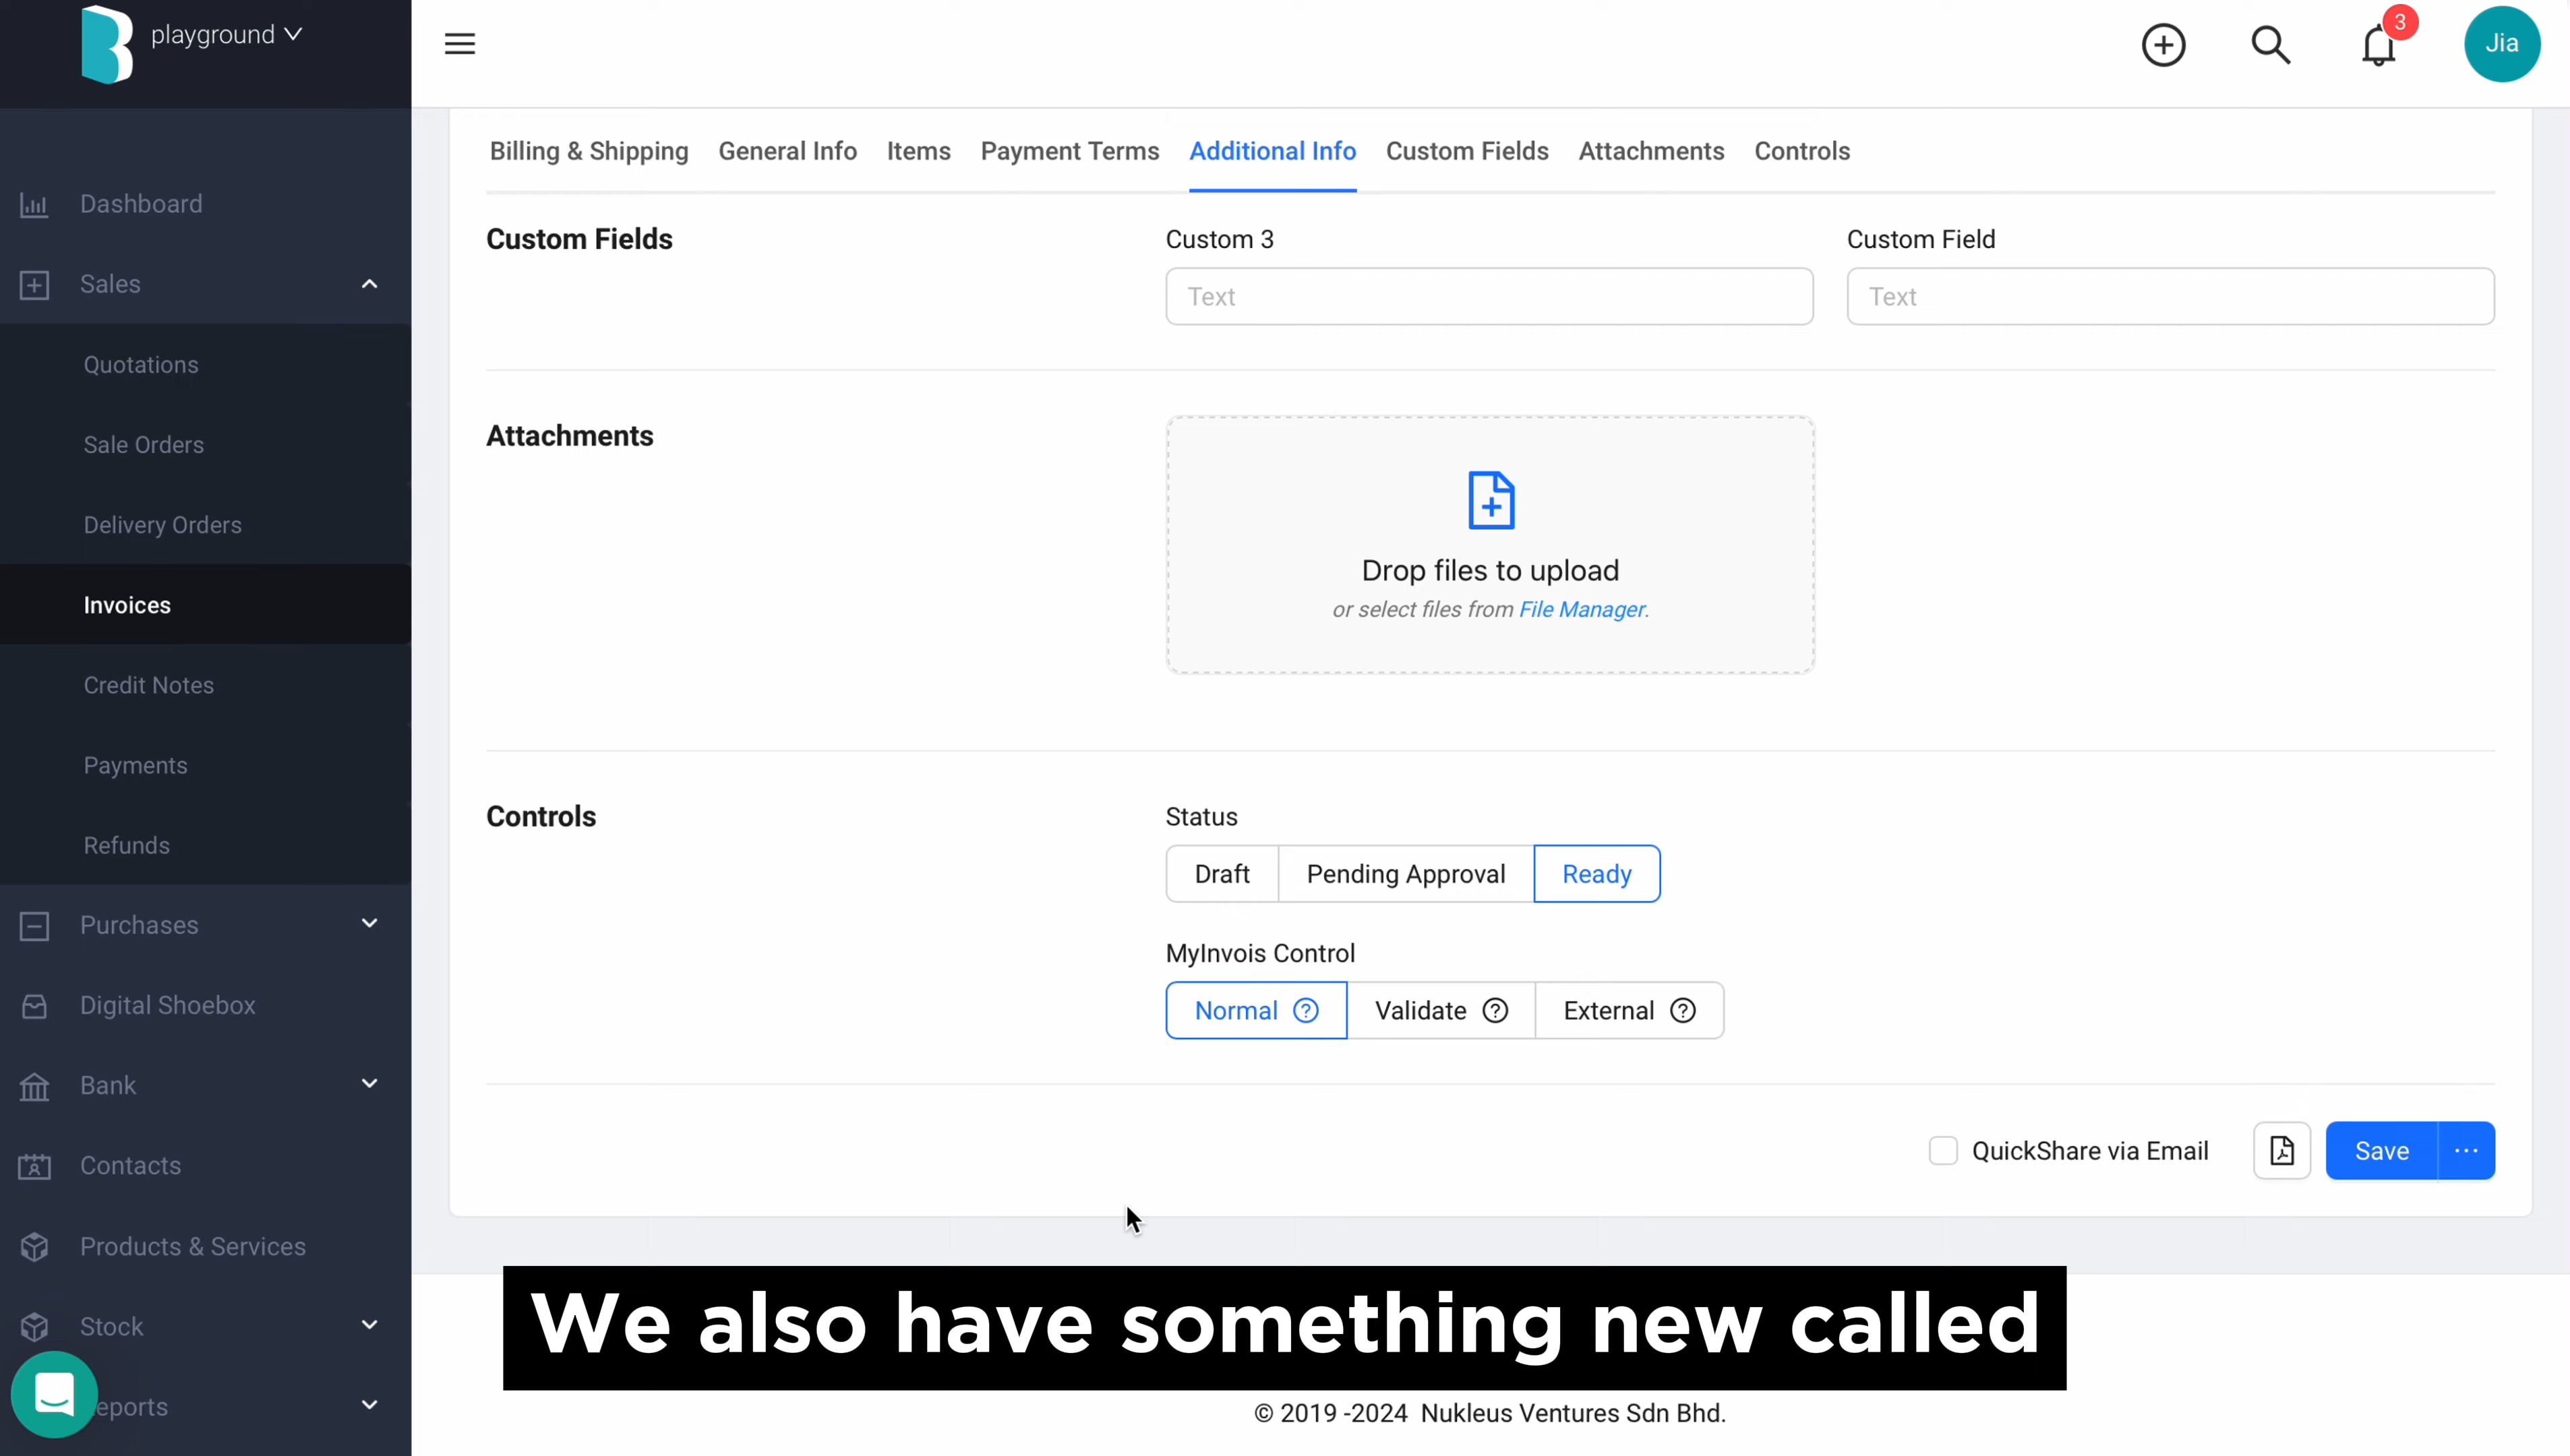 playground
3
Jia
Dashboard
Sales
Quotations
Sale Orders
Delivery Orders
Invoices
Credit Notes
Payments
Refunds
Purchases
Digital Shoebox
Bank
Contacts
Products & Services
Stock
eports
Billing & Shipping General Info Items Payment Terms Additional Info Custom Fields Attachments Controls
Custom Fields
Custom 3
Text
Custom Field
Text
Attachments
Drop files to upload
or select files from File Manager.
Controls
Status
Draft Pending Approval Ready
MyInvois Control
Normal ? Validate ? External ?
QuickShare via Email Save ...
We also have something new called
© 2019 -2024 Nukleus Ventures Sdn Bhd.